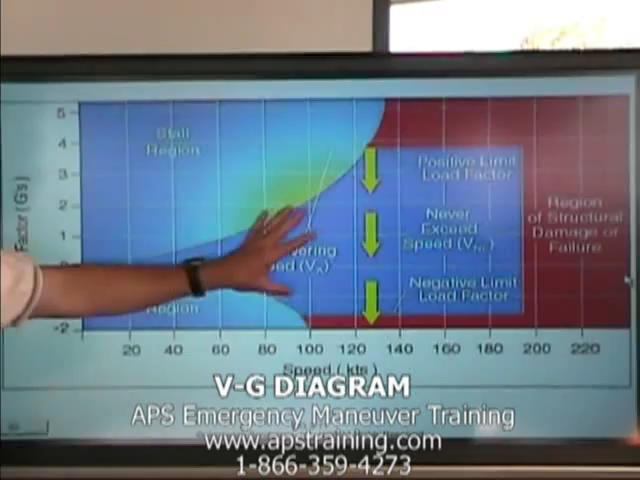 5
4
3
2
1
-2
Factor (G's)
Stall
Region
Positive Limit
Load Factor
Never
Exceed
Speed (VNE)
Region
of Structural
Damage or
Failure
Negative Limit
Load Factor
Region
20 40 60 80 100 120 140 160 180 200 220
Speed (kts)
V-G DIAGRAM
APS Emergency Maneuver Training
www.apstraining.com
1-866-359-4273